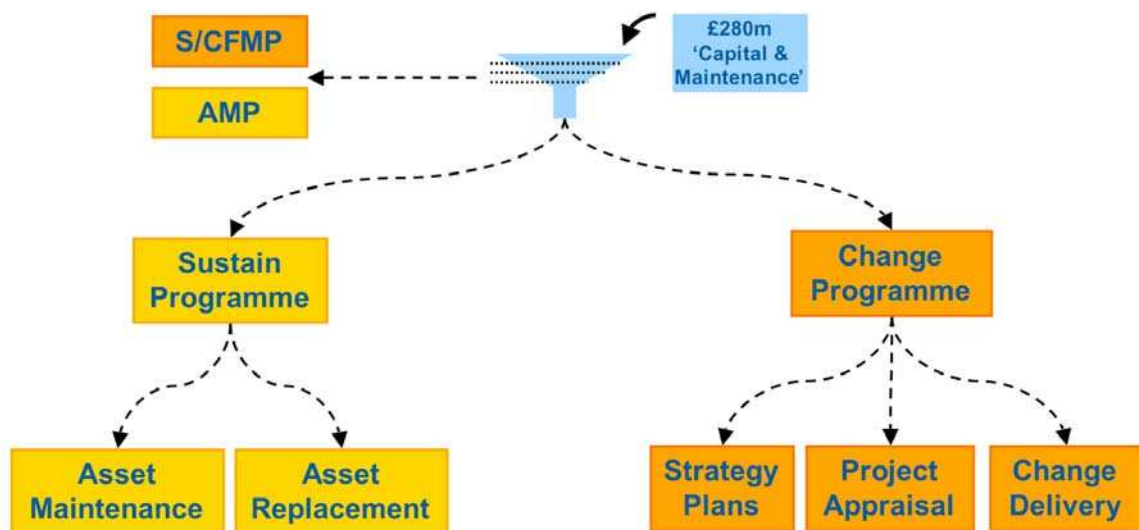 S/CFMP
£280m
‘Capital &
Maintenance’
AMP
Sustain
Programme
Change
Programme
Asset
Maintenance
Asset
Replacement
Strategy
Plans
Project
Appraisal
Change
Delivery